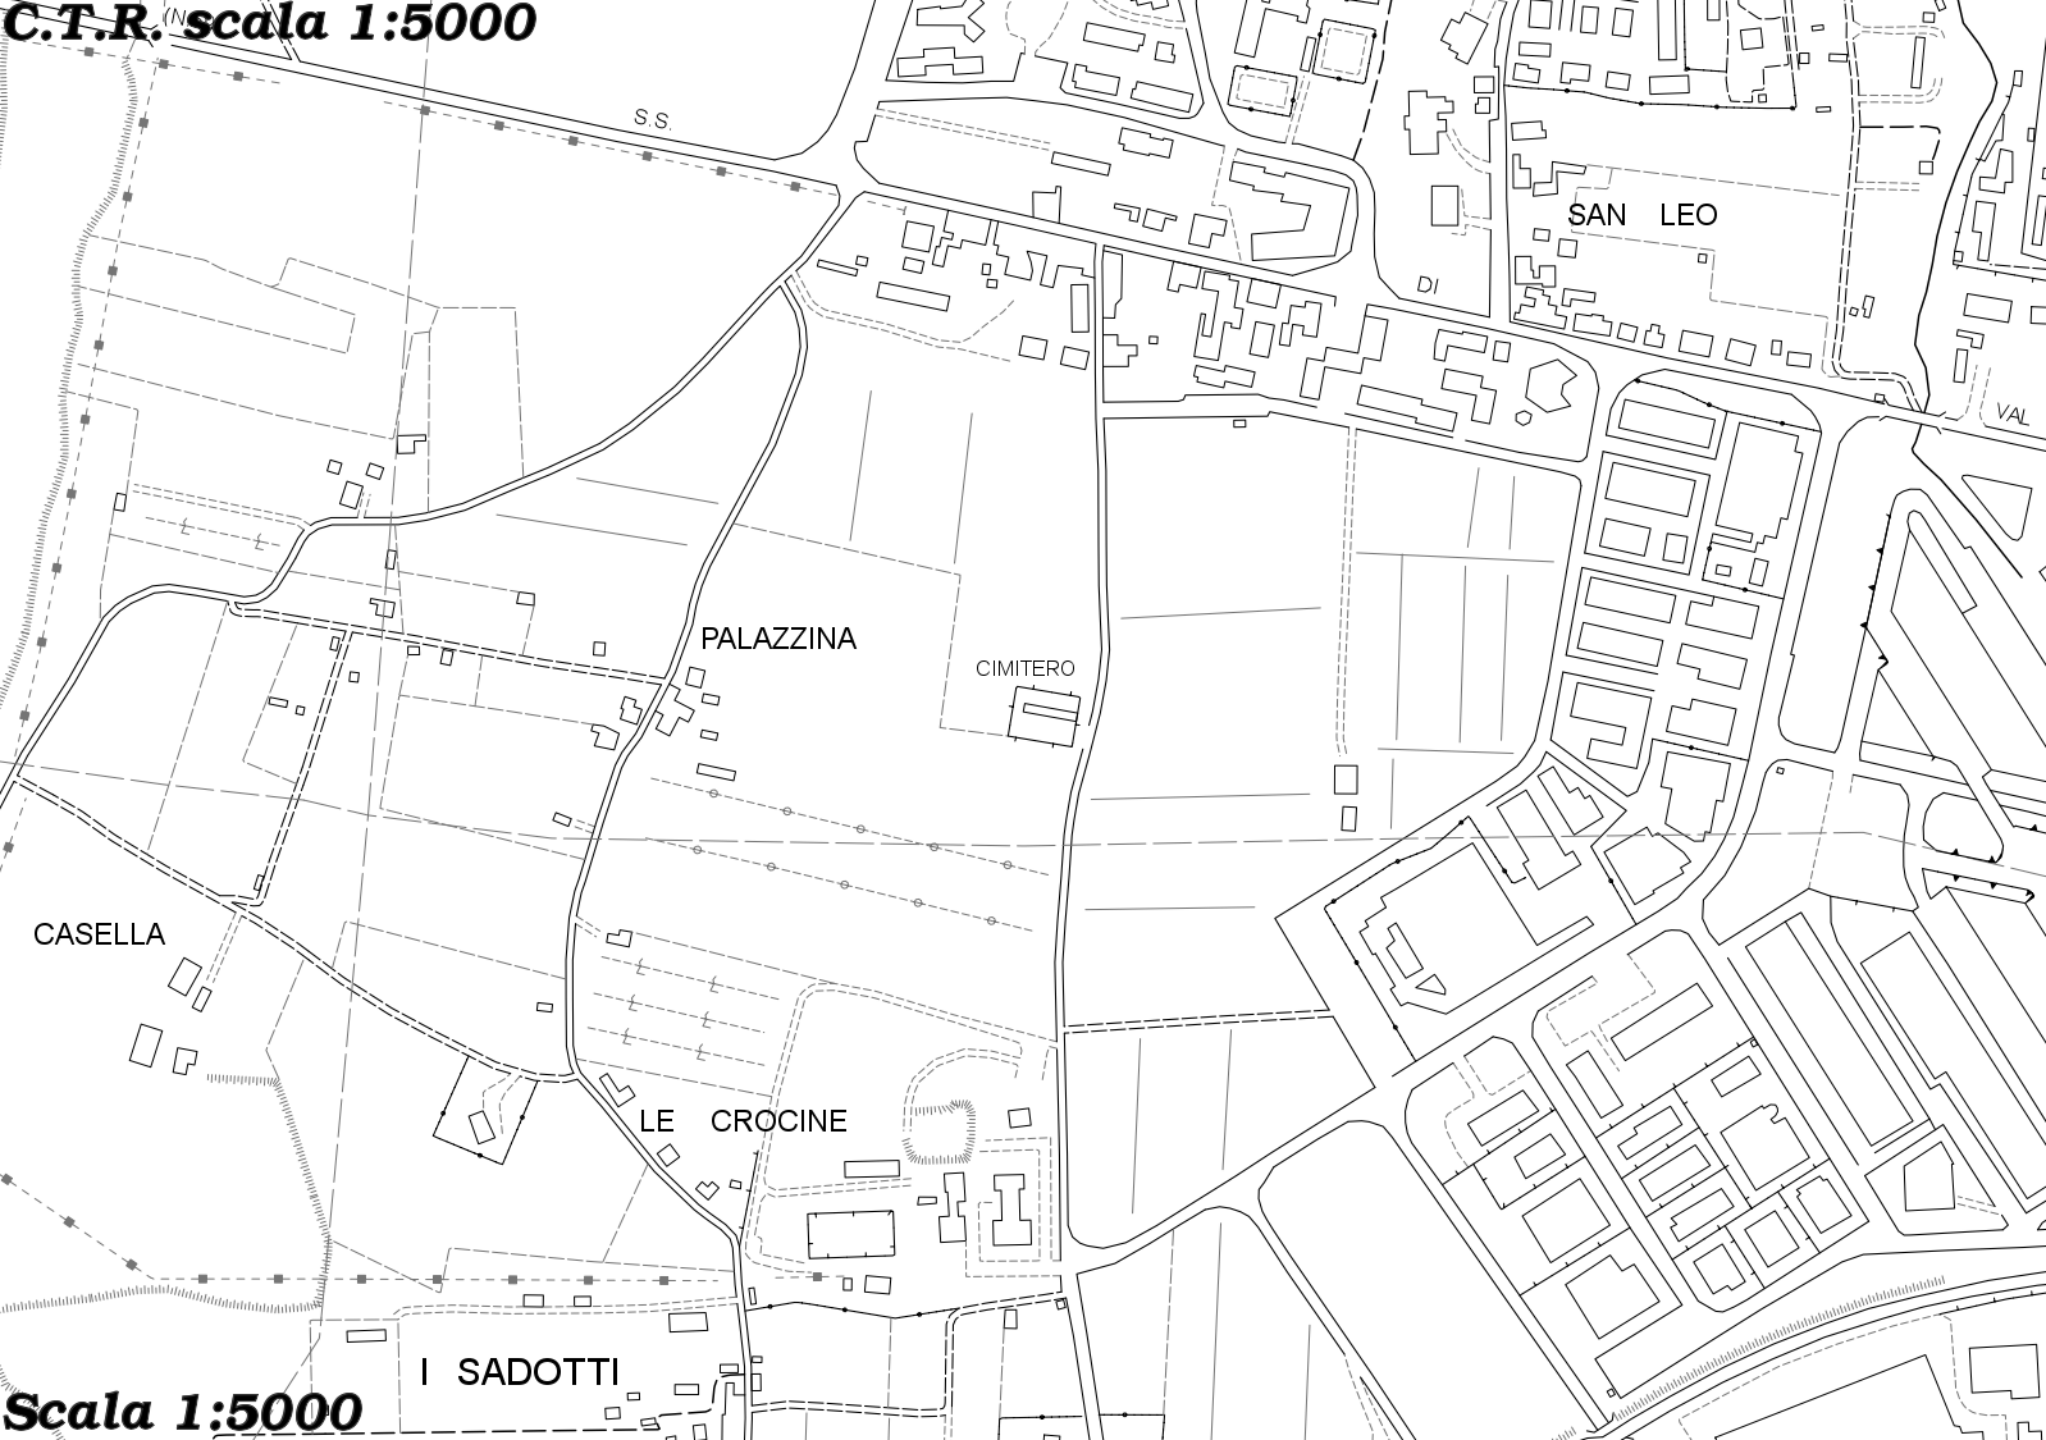 C.T.R. scala 1:5000
(N.
S.S.
SAN LEO
DI
VAL
PALAZZINA
CIMITERO
CASELLA
LE CROCINE
I SADOTTI
Scala 1:5000